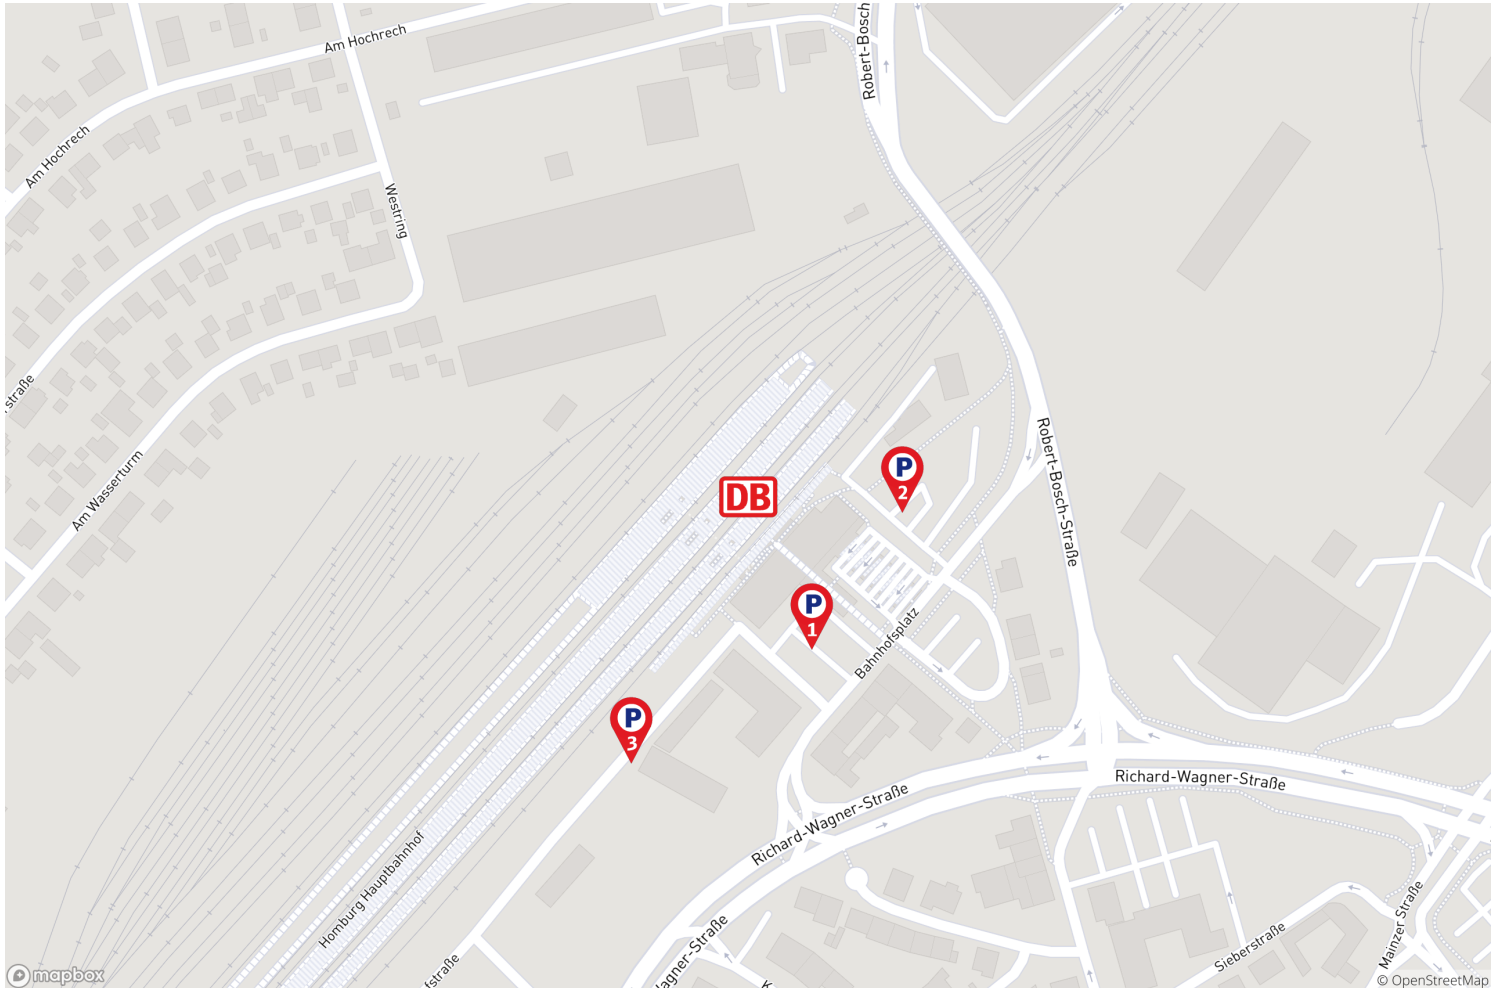 Am Hochrech
Robert-Bosch
Am Hochrech
Westring
straße
Am Wasserturm
Robert-Bosch-Straße
P
2
DB
P
1
Bahnhofsplatz
P
3
Richard-Wagner-Straße
Richard-Wagner-Straße
Homburg Hauptbahnhof
Mainzer Straße
Sieberstraße
Wagner-Straße
straße
mapbox
© OpenStreetMap